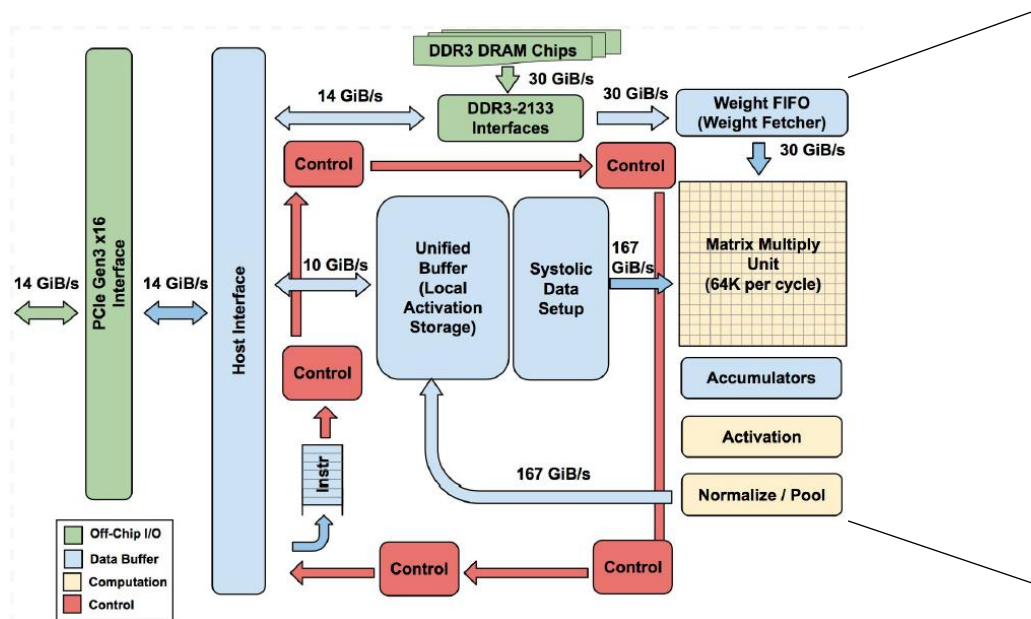 DDR3 DRAM Chips
30 GiB/s
14 GiB/s
DDR3-2133
Interfaces
30 GiB/s
Weight FIFO
(Weight Fetcher)
30 GiB/s
Control
Control
14 GiB/s
PCIe Gen3 x16
Interface
14 GiB/s
Host Interface
10 GiB/s
Unified
Buffer
(Local
Activation
Storage)
Systolic
Data
Setup
167
GiB/s
Matrix Multiply
Unit
(64K per cycle)
Control
Accumulators
Activation
Instr
167 GiB/s
Normalize / Pool
Off-Chip I/O
Data Buffer
Computation
Control
Control
Control